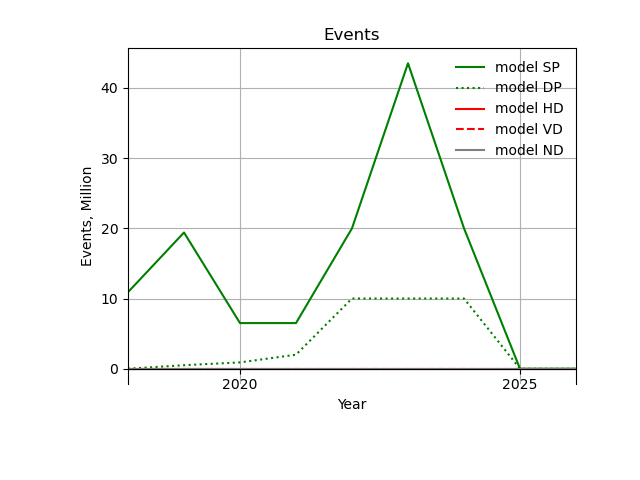 Events
40
30
20
10
0
Events, Million
2020
2025
Year
model SP
model DP
model HD
model VD
model ND